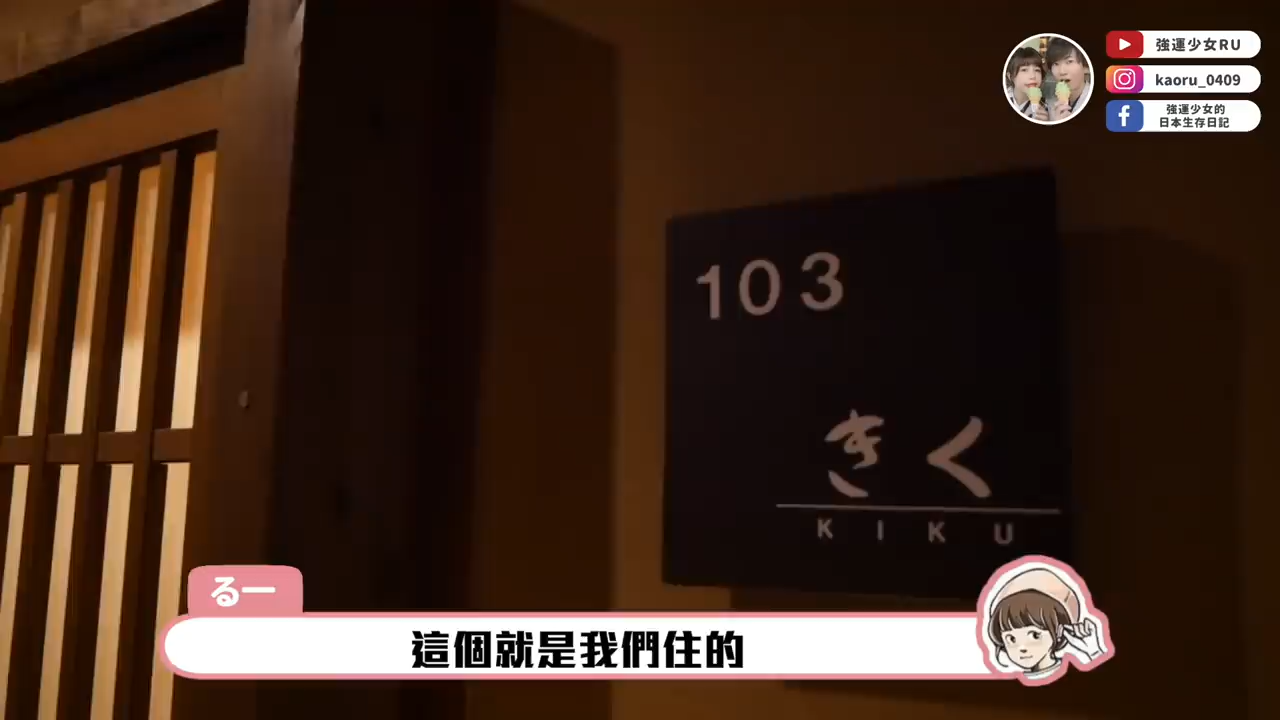 強運少女RU
kaoru_0409
強運少女的
日本生存日記
103
きく
KIKU
るー
這個就是我們住的